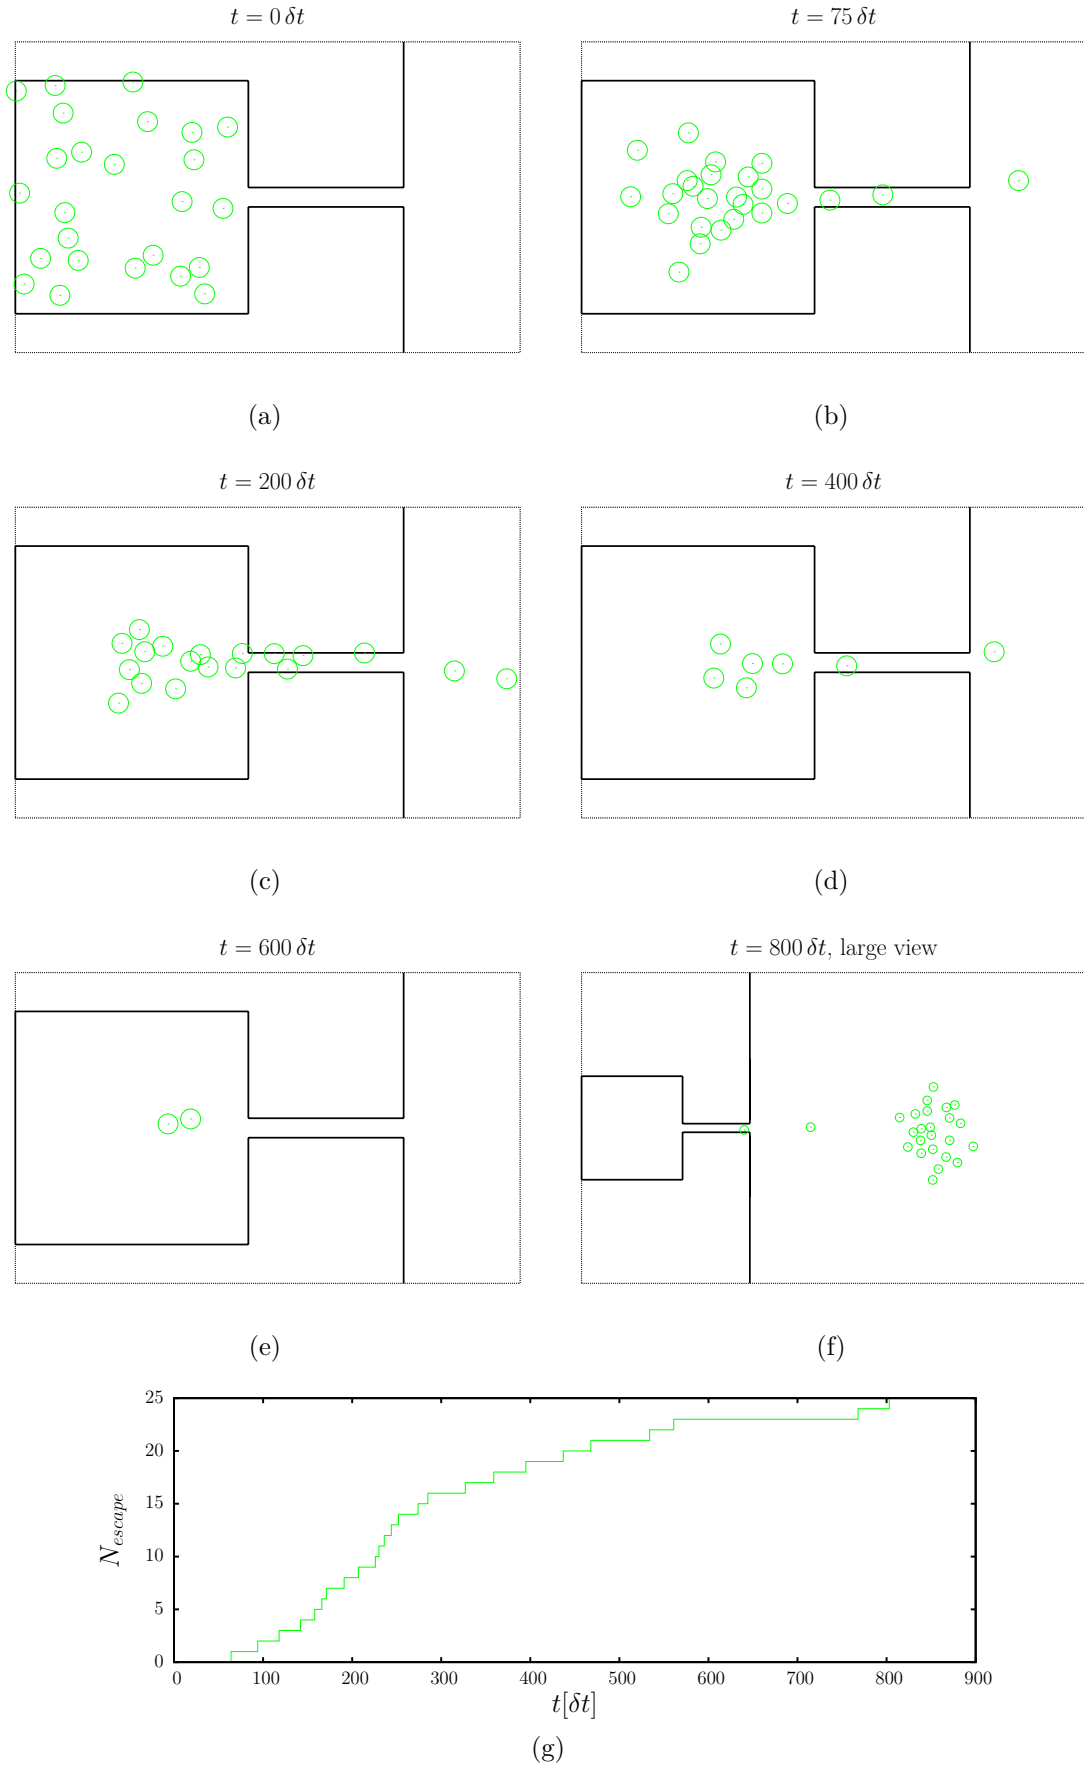 t = 0 δt
t = 75 δt
(a)
(b)
t = 200 δt
t = 400 δt
(c)
(d)
t = 600 δt
t = 800 δt, large view
(e)
(f)
25
20
15
10
5
0
N_escape
0 100 200 300 400 500 600 700 800 900
t[δt]
(g)